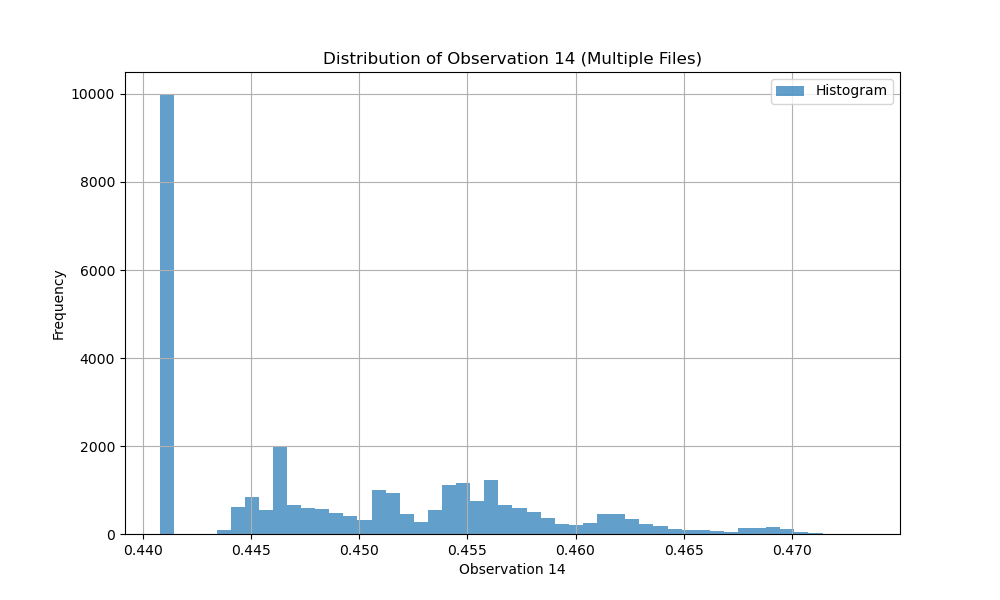 Distribution of Observation 14 (Multiple Files)
Histogram
10000
8000
6000
4000
2000
0
Frequency
0.440 0.445 0.450 0.455 0.460 0.465 0.470
Observation 14